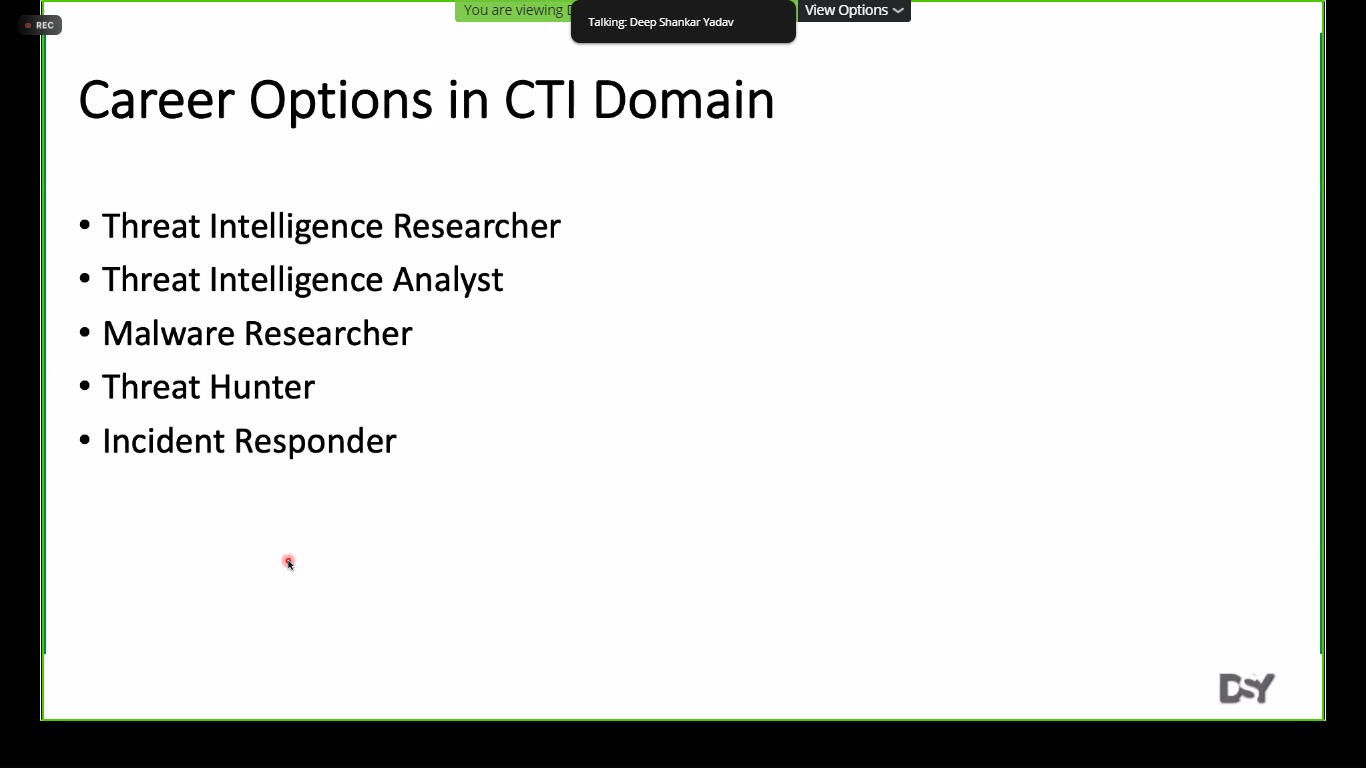 REC
You are viewing D
Talking: Deep Shankar Yadav
View Options
Career Options in CTI Domain
• Threat Intelligence Researcher
• Threat Intelligence Analyst
• Malware Researcher
• Threat Hunter
• Incident Responder
DSY